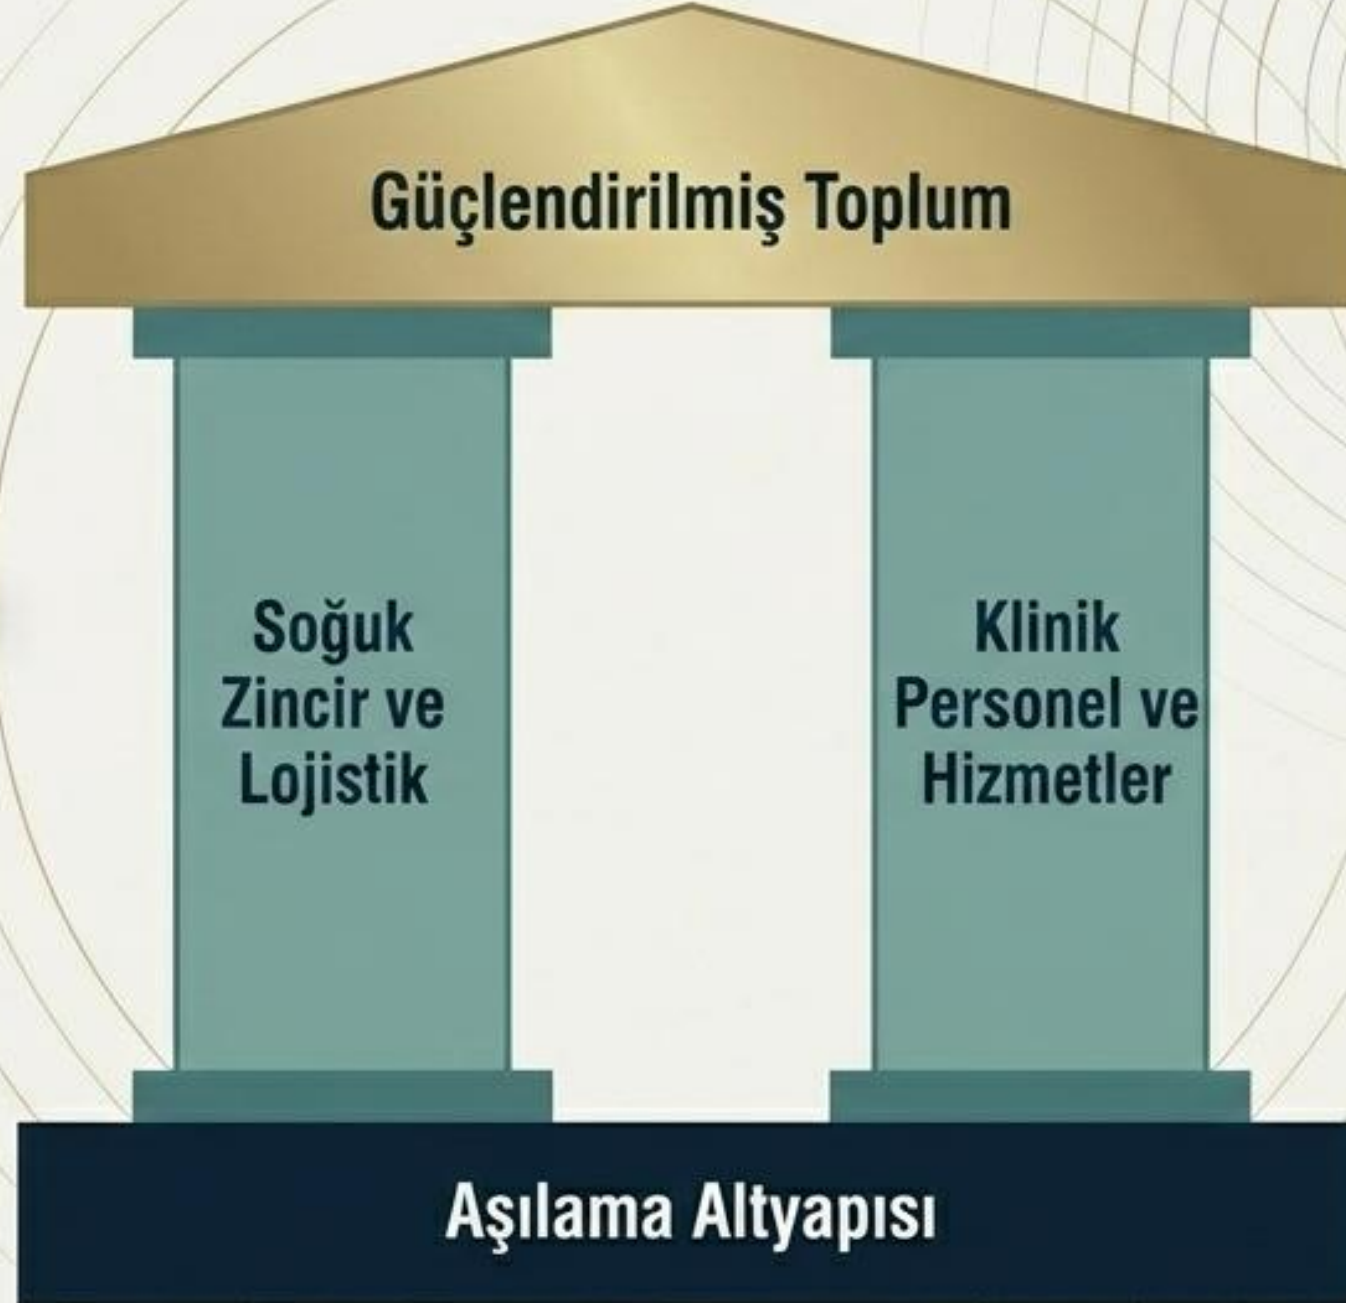 Güçlendirilmiş Toplum
Soğuk
Zincir ve
Lojistik
Klinik
Personel ve
Hizmetler
Aşılama Altyapısı